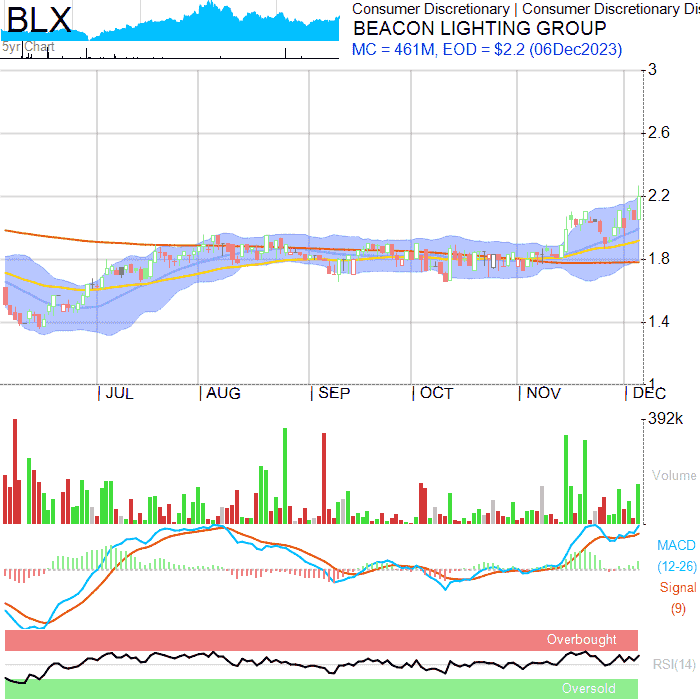 BLX
5yr Chart
Consumer Discretionary | Consumer Discretionary Dis
BEACON LIGHTING GROUP
MC = 461M, EOD = $2.2 (06Dec2023)
3
2.6
2.2
1.8
1.4
1
JUL AUG SEP OCT NOV DEC
392k
Volume
MACD
(12-26)
Signal
(9)
Overbought
RSI(14)
Oversold